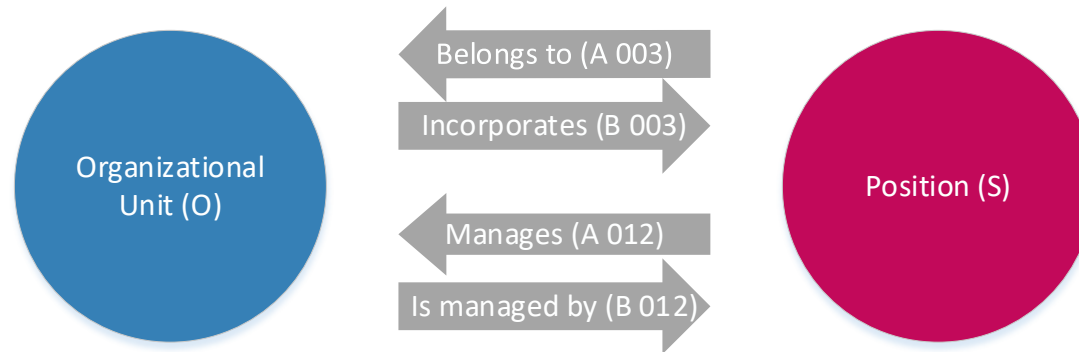 Organizational
Unit (O)
Belongs to (A 003)
Incorporates (B 003)
Manages (A 012)
Is managed by (B 012)
Position (S)